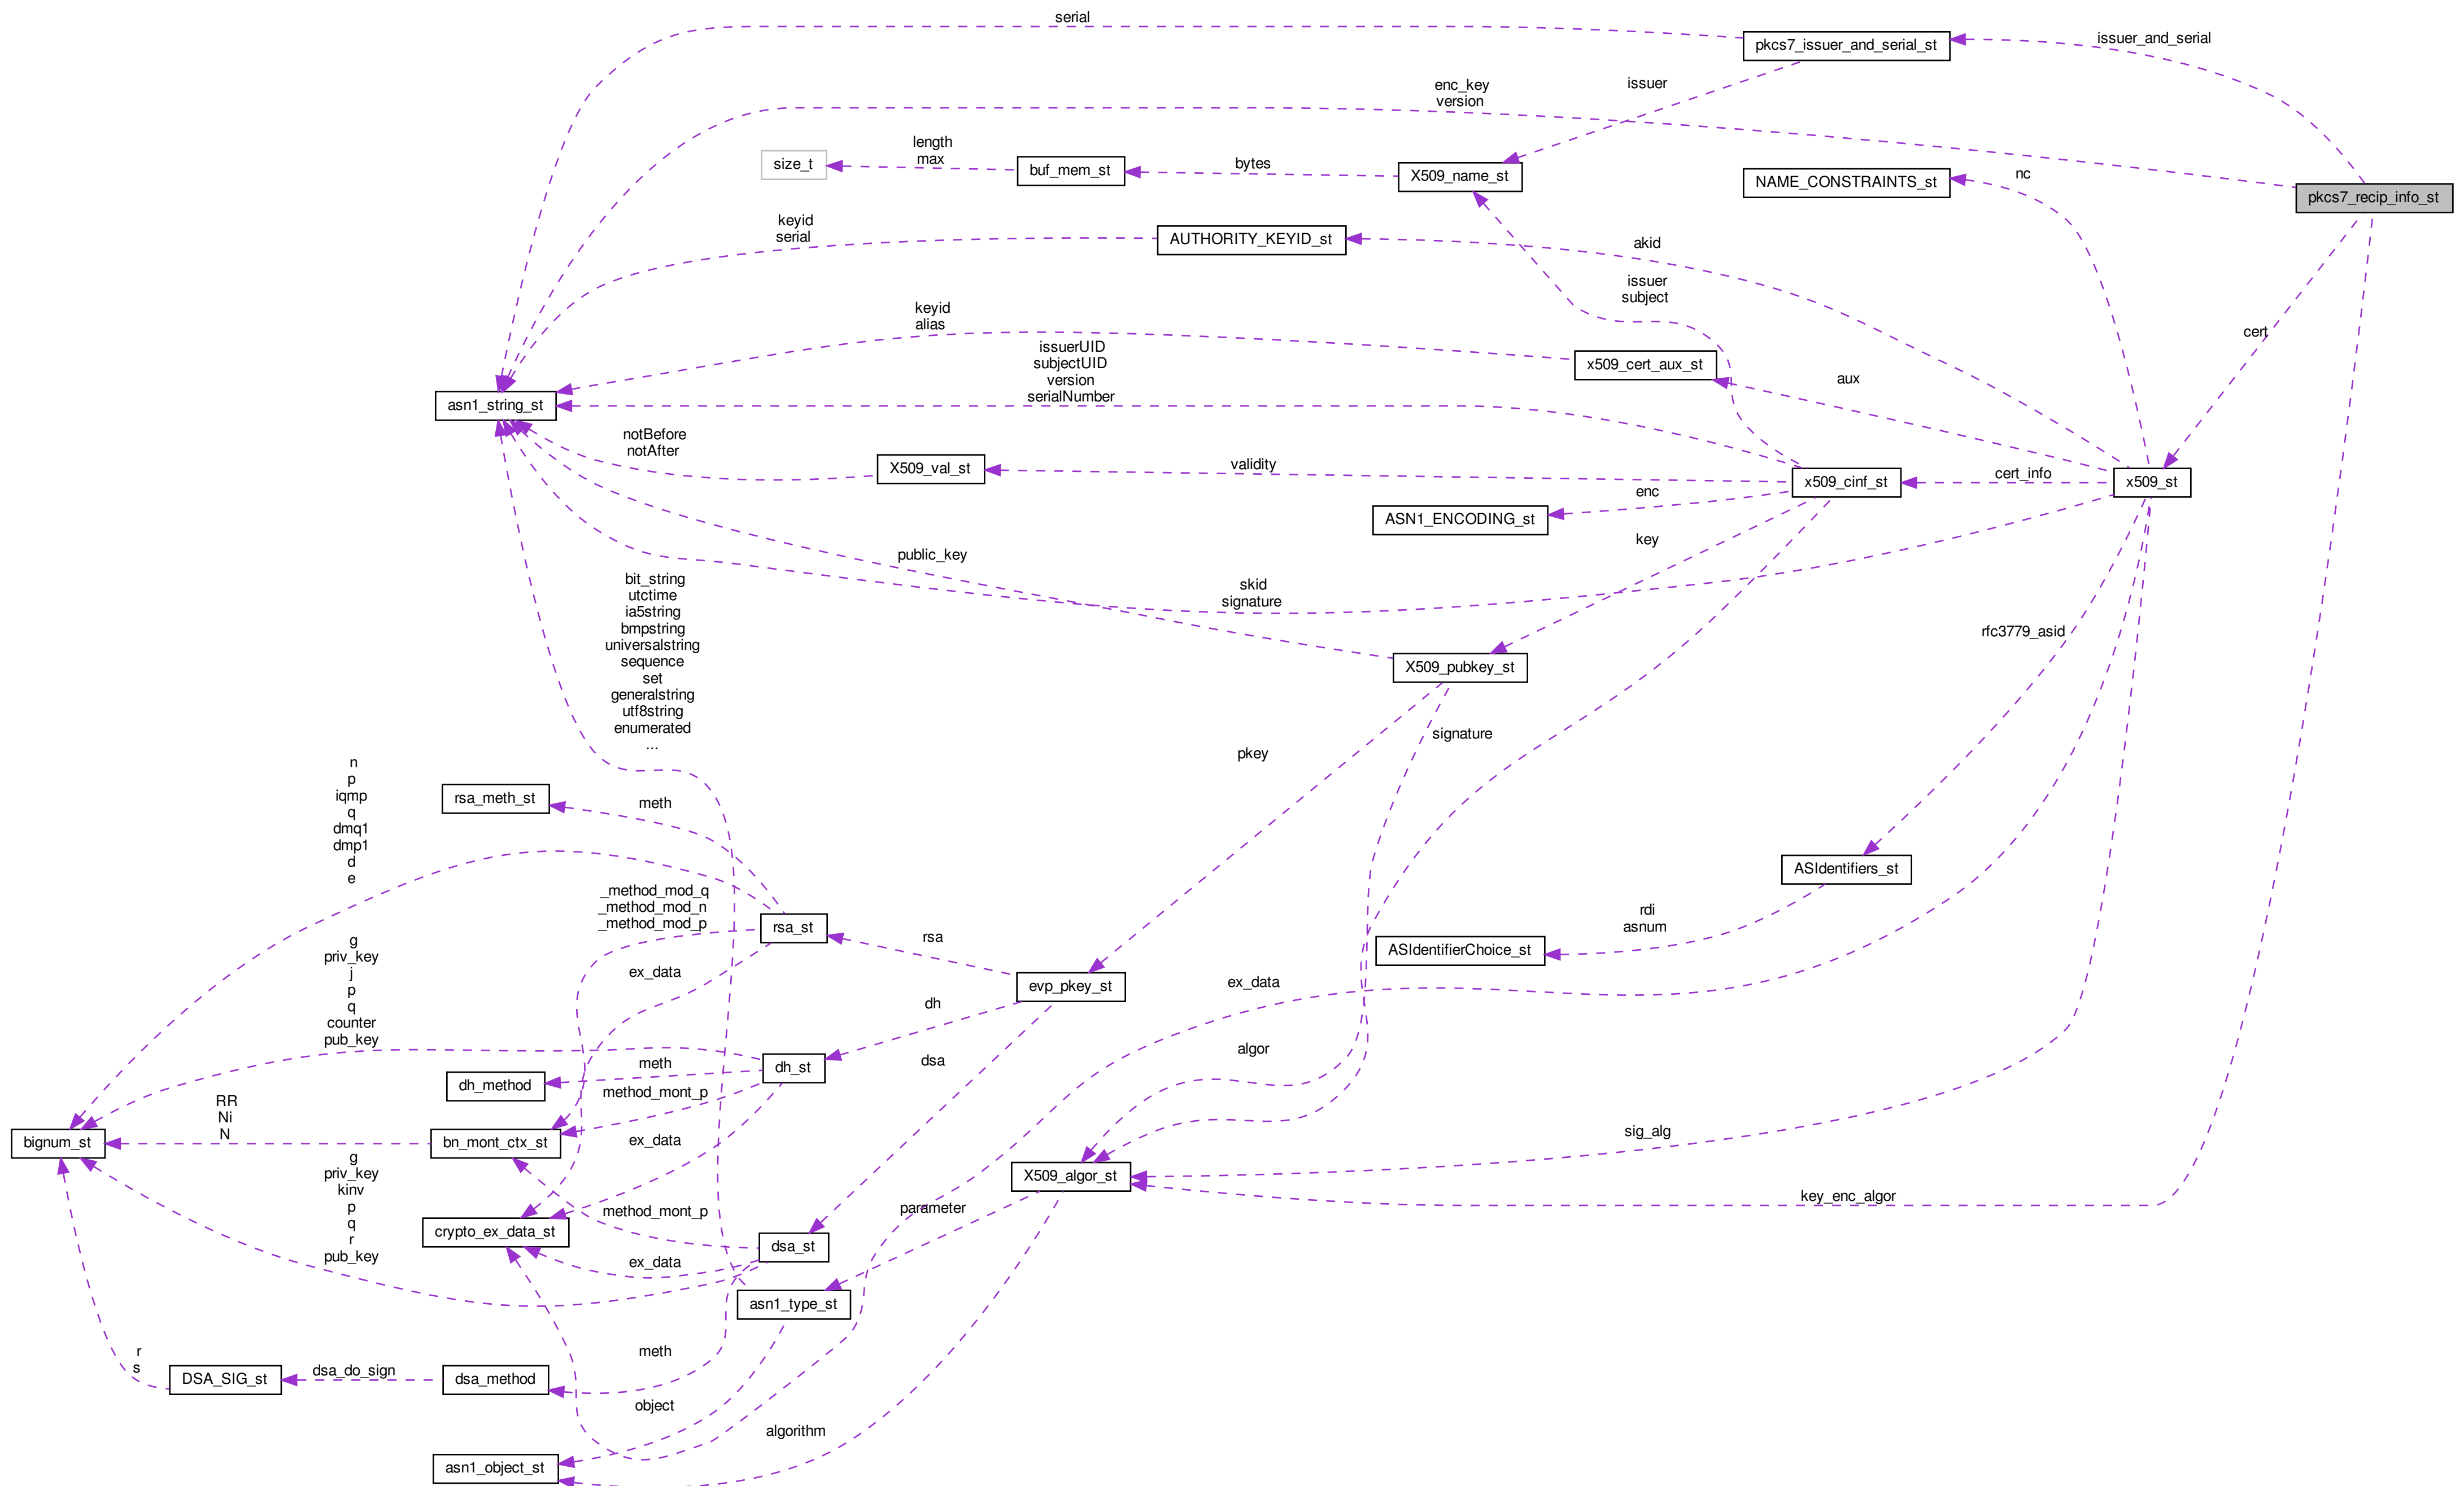 serial
pkcs7_issuer_and_serial_st
issuer_and_serial
issuer
enc_key
version
size_t
length
max
buf_mem_st
bytes
X509_name_st
NAME_CONSTRAINTS_st
nc
pkcs7_recip_info_st
keyid
serial
AUTHORITY_KEYID_st
akid
issuer
subject
keyid
alias
x509_cert_aux_st
aux
cert
issuerUID
subjectUID
version
serialNumber
asn1_string_st
notBefore
notAfter
X509_val_st
validity
x509_cinf_st
cert_info
x509_st
enc
ASN1_ENCODING_st
key
public_key
skid
signature
bit_string
utctime
ia5string
bmpstring
universalstring
sequence
set
generalstring
utf8string
enumerated
...
X509_pubkey_st
rfc3779_asid
signature
pkey
n
p
iqmp
q
dmq1
dmp1
d
e
rsa_meth_st
meth
_method_mod_q
_method_mod_n
_method_mod_p
rsa_st
rsa
ASIdentifiers_st
rdi
asnum
ASIdentifierChoice_st
ex_data
evp_pkey_st
ex_data
g
priv_key
j
p
q
counter
pub_key
dh
dh_st
meth
dh_method
method_mont_p
dsa
algor
RR
Ni
N
bignum_st
bn_mont_ctx_st
ex_data
sig_alg
X509_algor_st
key_enc_algor
g
priv_key
kinv
p
q
r
pub_key
crypto_ex_data_st
method_mont_p
parameter
dsa_st
ex_data
asn1_type_st
r
s
DSA_SIG_st
dsa_do_sign
dsa_method
meth
object
algorithm
asn1_object_st